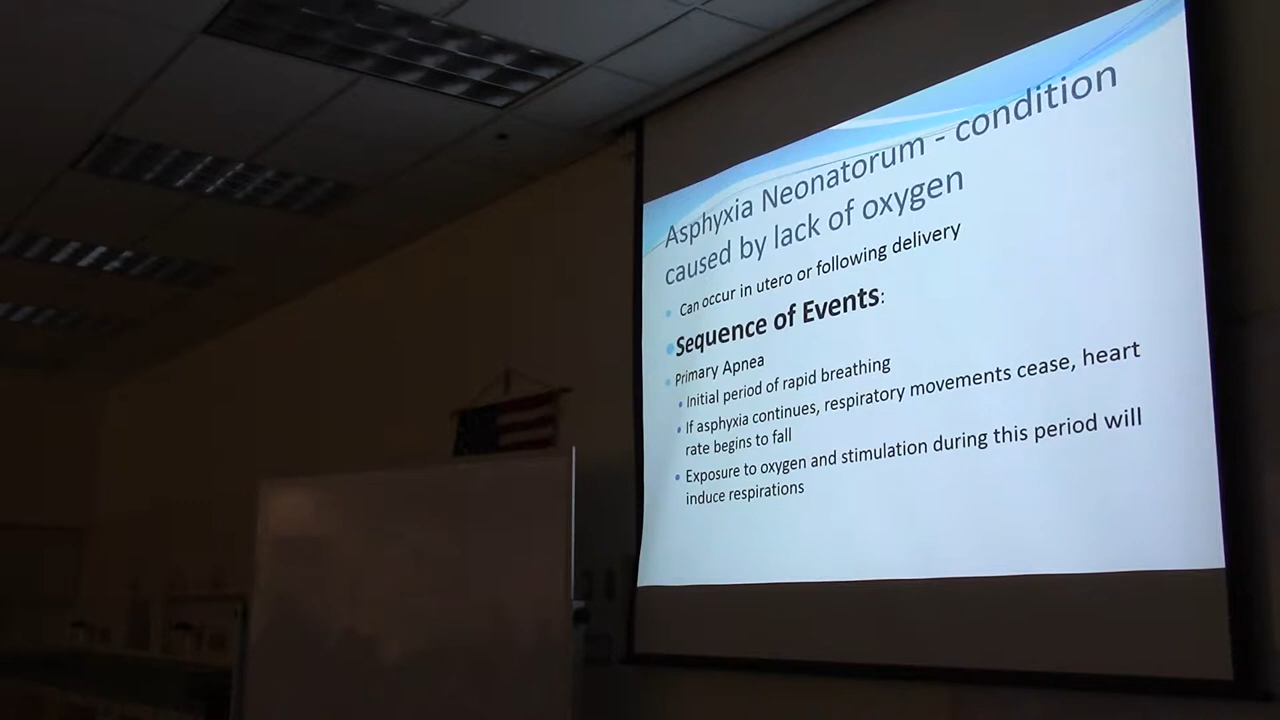 Asphyxia Neonatorum - condition
caused by lack of oxygen
Can occur in utero or following delivery
Sequence of Events:
Primary Apnea
Initial period of rapid breathing
If asphyxia continues, respiratory movements cease, heart
rate begins to fall
Exposure to oxygen and stimulation during this period will
induce respirations